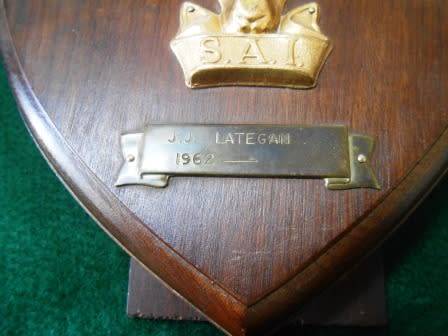 S.A.I.
J.J. LATEGAN
1962 —